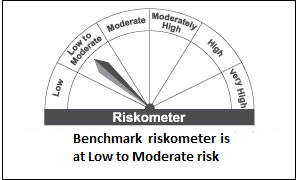 Low
Low to
Moderate
Moderate
Moderately
High
High
very High
Riskometer
Benchmark riskometer is
at Low to Moderate risk